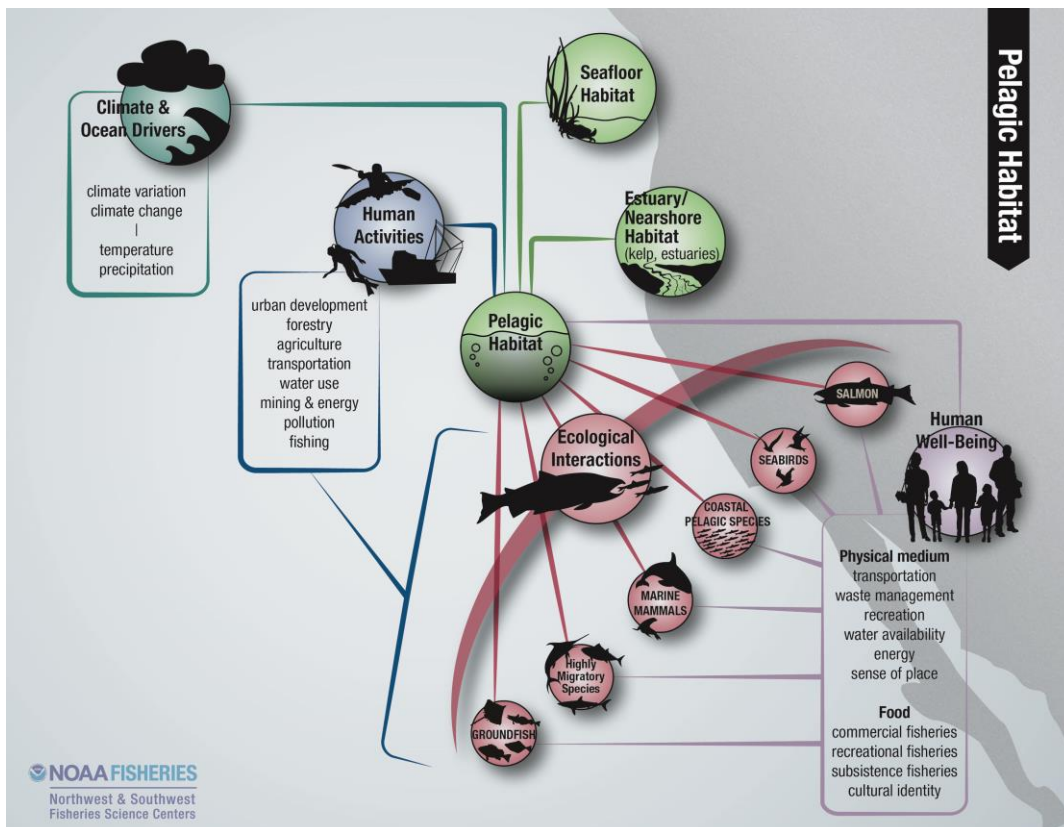 Pelagic Habitat
Climate &
Ocean Drivers
climate variation
climate change
temperature
precipitation
Seafloor
Habitat
Human
Activities
urban development
forestry
agriculture
transportation
water use
mining & energy
pollution
fishing
Estuary/
Nearshore
Habitat
(kelp, estuaries)
Pelagic
Habitat
Ecological
Interactions
SALMON
SEABIRDS
COASTAL
PELAGIC SPECIES
MARINE
MAMMALS
Highly
Migratory
Species
GROUNDFISH
Human
Well-Being
Physical medium
transportation
waste management
recreation
water availability
energy
sense of place
Food
commercial fisheries
recreational fisheries
subsistence fisheries
cultural identity
NOAA FISHERIES
Northwest & Southwest
Fisheries Science Centers